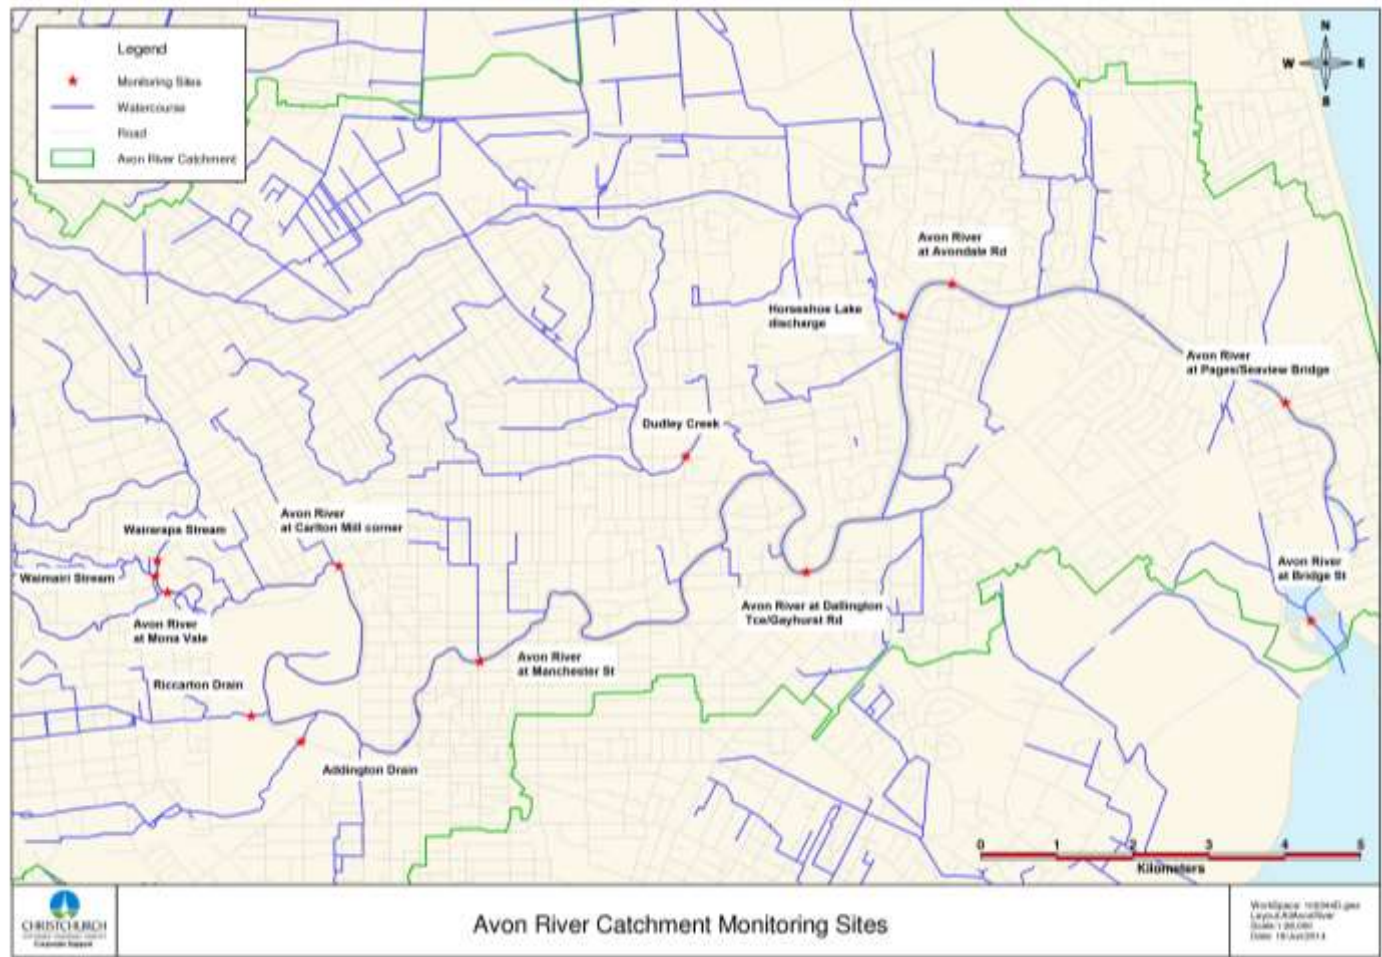 Legend
Monitoring Sites
Watercourse
Road
Avon River Catchment
N
W
E
S
Avon River
at Avondale Rd
Horseshoe Lake
discharge
Avon River
at Pages/Seaview Bridge
Dudley Creek
Avon River
at Carlton Mill corner
Wairarapa Stream
Waimairi Stream
Avon River
at Mona Vale
Avon River
at Bridge St
Avon River at Dallington
Tce/Gayhurst Rd
Avon River
at Manchester St
Riccarton Drain
Addington Drain
0 1 2 3 4 5
Kilometers
CHRISTCHURCH
Corporate Support
Avon River Catchment Monitoring Sites